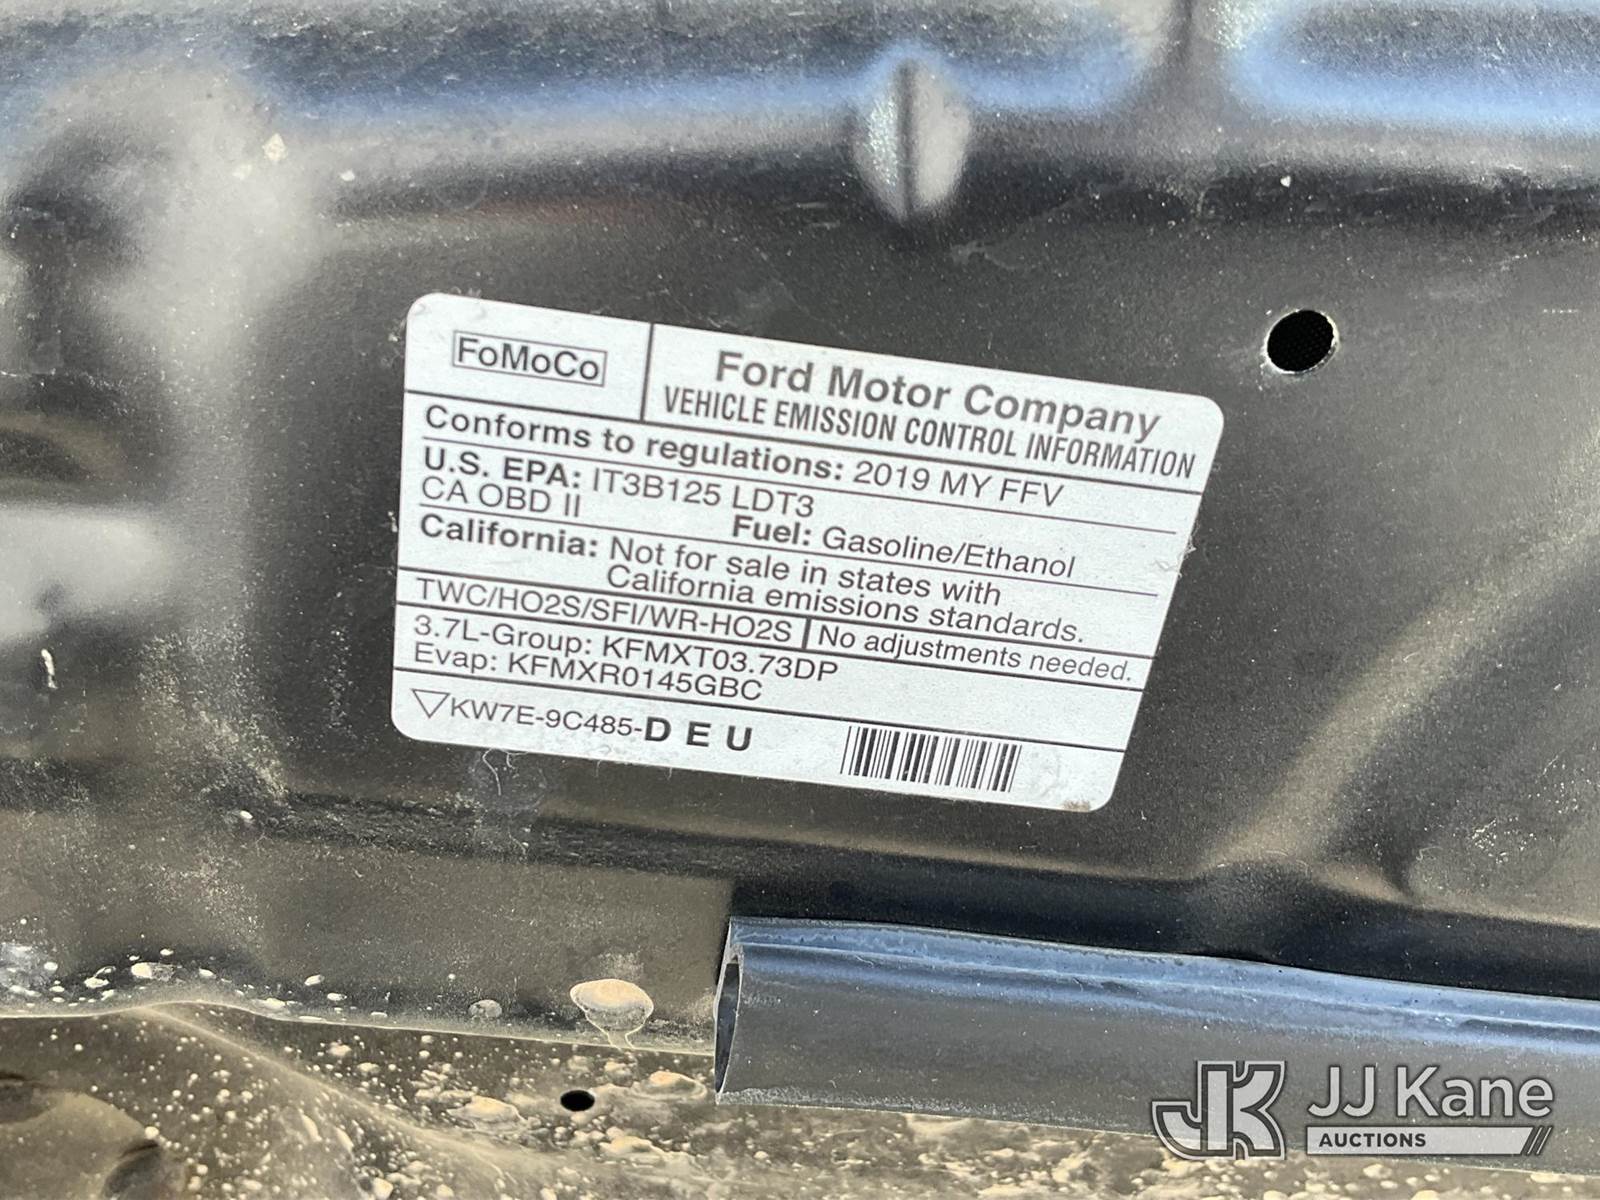 FoMoCo
Ford Motor Company
VEHICLE EMISSION CONTROL INFORMATION
Conforms to regulations: 2019 MY FFV
U.S. EPA: IT3B125 LDT3
CA OBD II Fuel: Gasoline/Ethanol
California: Not for sale in states with
California emissions standards.
TWC/HO2S/SFI/WR-HO2S No adjustments needed.
3.7L-Group: KFMXT03.73DP
Evap: KFMXR0145GBC
KW7E-9C485-D E U
JK JJ Kane
AUCTIONS